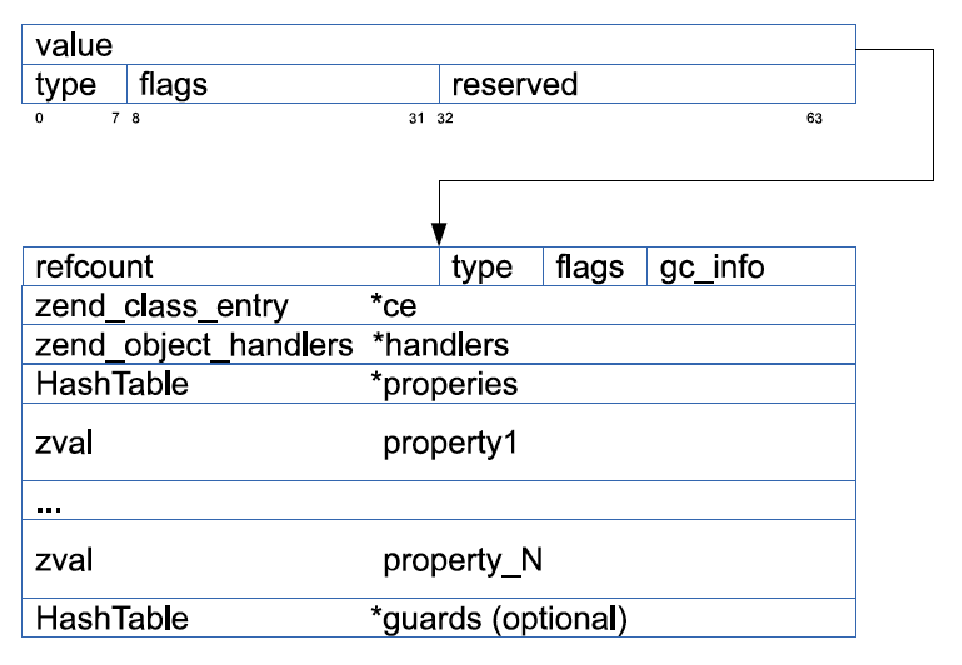 value
type flags reserved
0 7 8 31 32 63
refcount type flags gc_info
zend_class_entry *ce
zend_object_handlers *handlers
HashTable *properies
zval property1
...
zval property_N
HashTable *guards (optional)